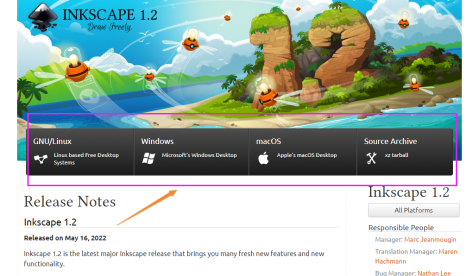 INKSCAPE 1.2
Draw Freely
GNU/Linux
Linux based Free Desktop
Systems
Windows
Microsoft's Windows Desktop
macOS
Apple's macOS Desktop
Source Archive
xz tarball
Release Notes
Inkscape 1.2
Released on May 16, 2022
Inkscape 1.2 is the latest major Inkscape release that brings you many fresh new features and new
functionality.
Inkscape 1.2
All Platforms
Responsible People
Manager: Marc Jeanmougin
Translation Manager: Maren
Hachmann
Bug Manager: Nathan Lee